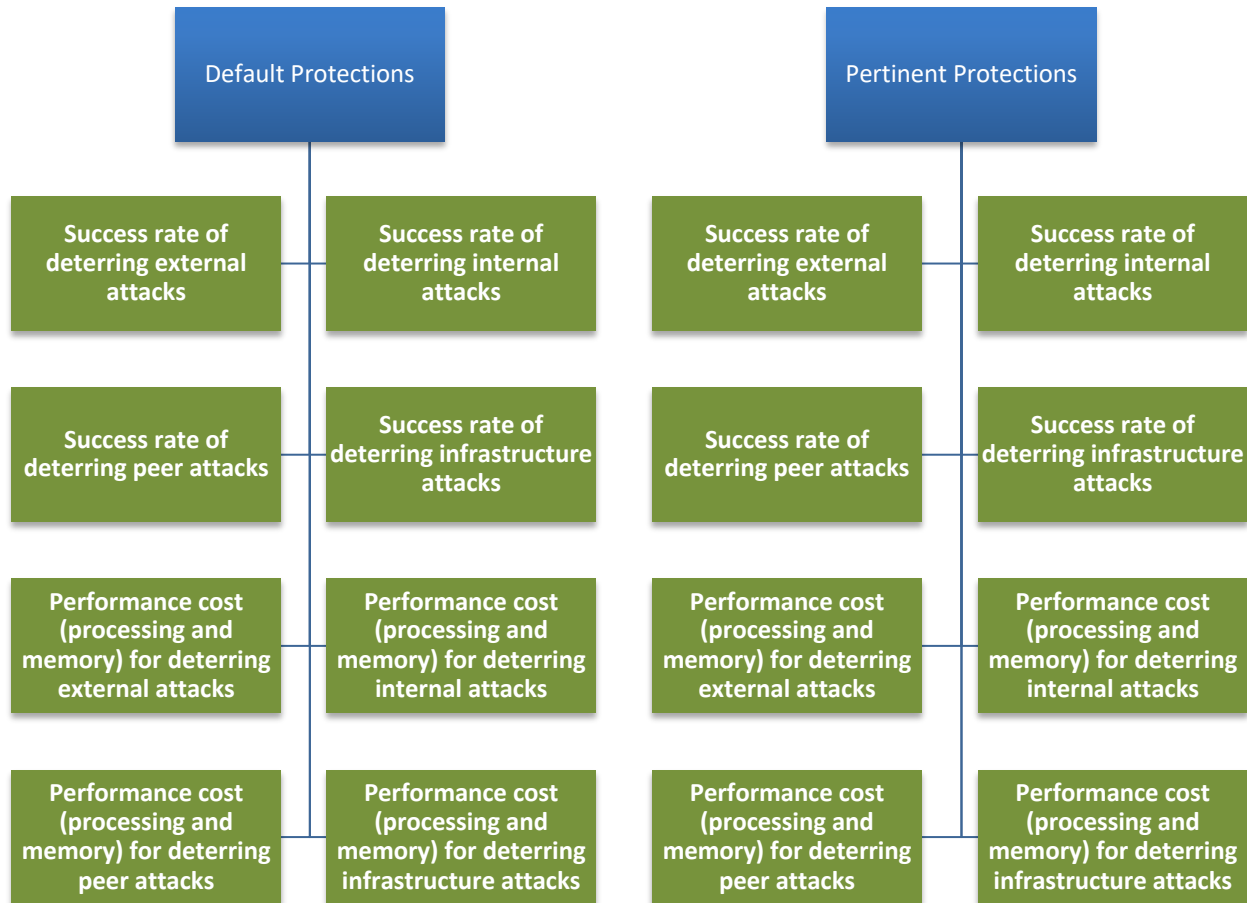 Default Protections
Success rate of
deterring external
attacks
Success rate of
deterring internal
attacks
Success rate of
deterring peer attacks
Success rate of
deterring infrastructure
attacks
Performance cost
(processing and
memory) for deterring
external attacks
Performance cost
(processing and
memory) for deterring
internal attacks
Performance cost
(processing and
memory) for deterring
peer attacks
Performance cost
(processing and
memory) for deterring
infrastructure attacks
Pertinent Protections
Success rate of
deterring external
attacks
Success rate of
deterring internal
attacks
Success rate of
deterring peer attacks
Success rate of
deterring infrastructure
attacks
Performance cost
(processing and
memory) for deterring
external attacks
Performance cost
(processing and
memory) for deterring
internal attacks
Performance cost
(processing and
memory) for deterring
peer attacks
Performance cost
(processing and
memory) for deterring
infrastructure attacks